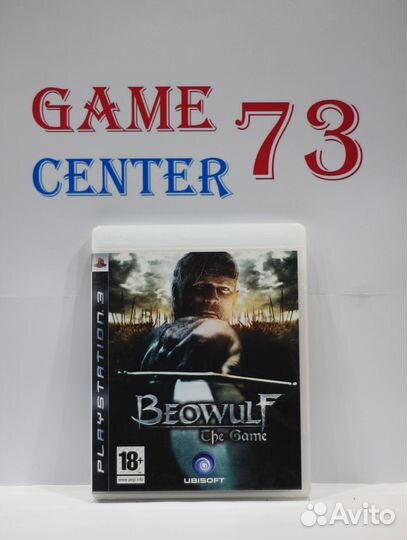 GAME 73
CENTER
PLAYSTATION 3
BEOWULF
The Game
18+
www.pegi.info
UBISOFT
Avito